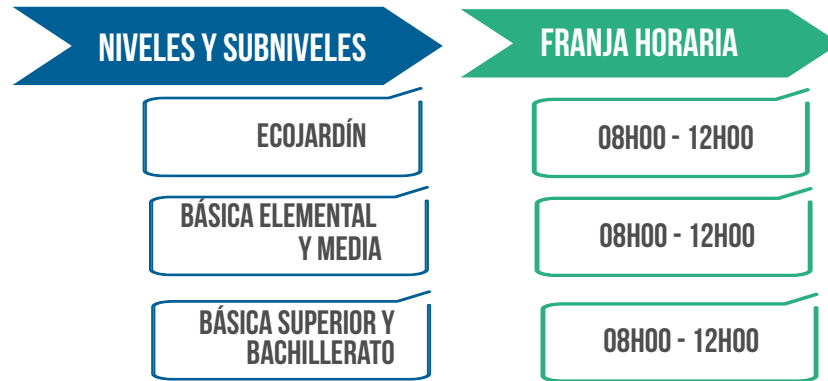 NIVELES Y SUBNIVELES
FRANJA HORARIA
ECOJARDÍN
08H00 - 12H00
BÁSICA ELEMENTAL
Y MEDIA
08H00 - 12H00
BÁSICA SUPERIOR Y
BACHILLERATO
08H00 - 12H00